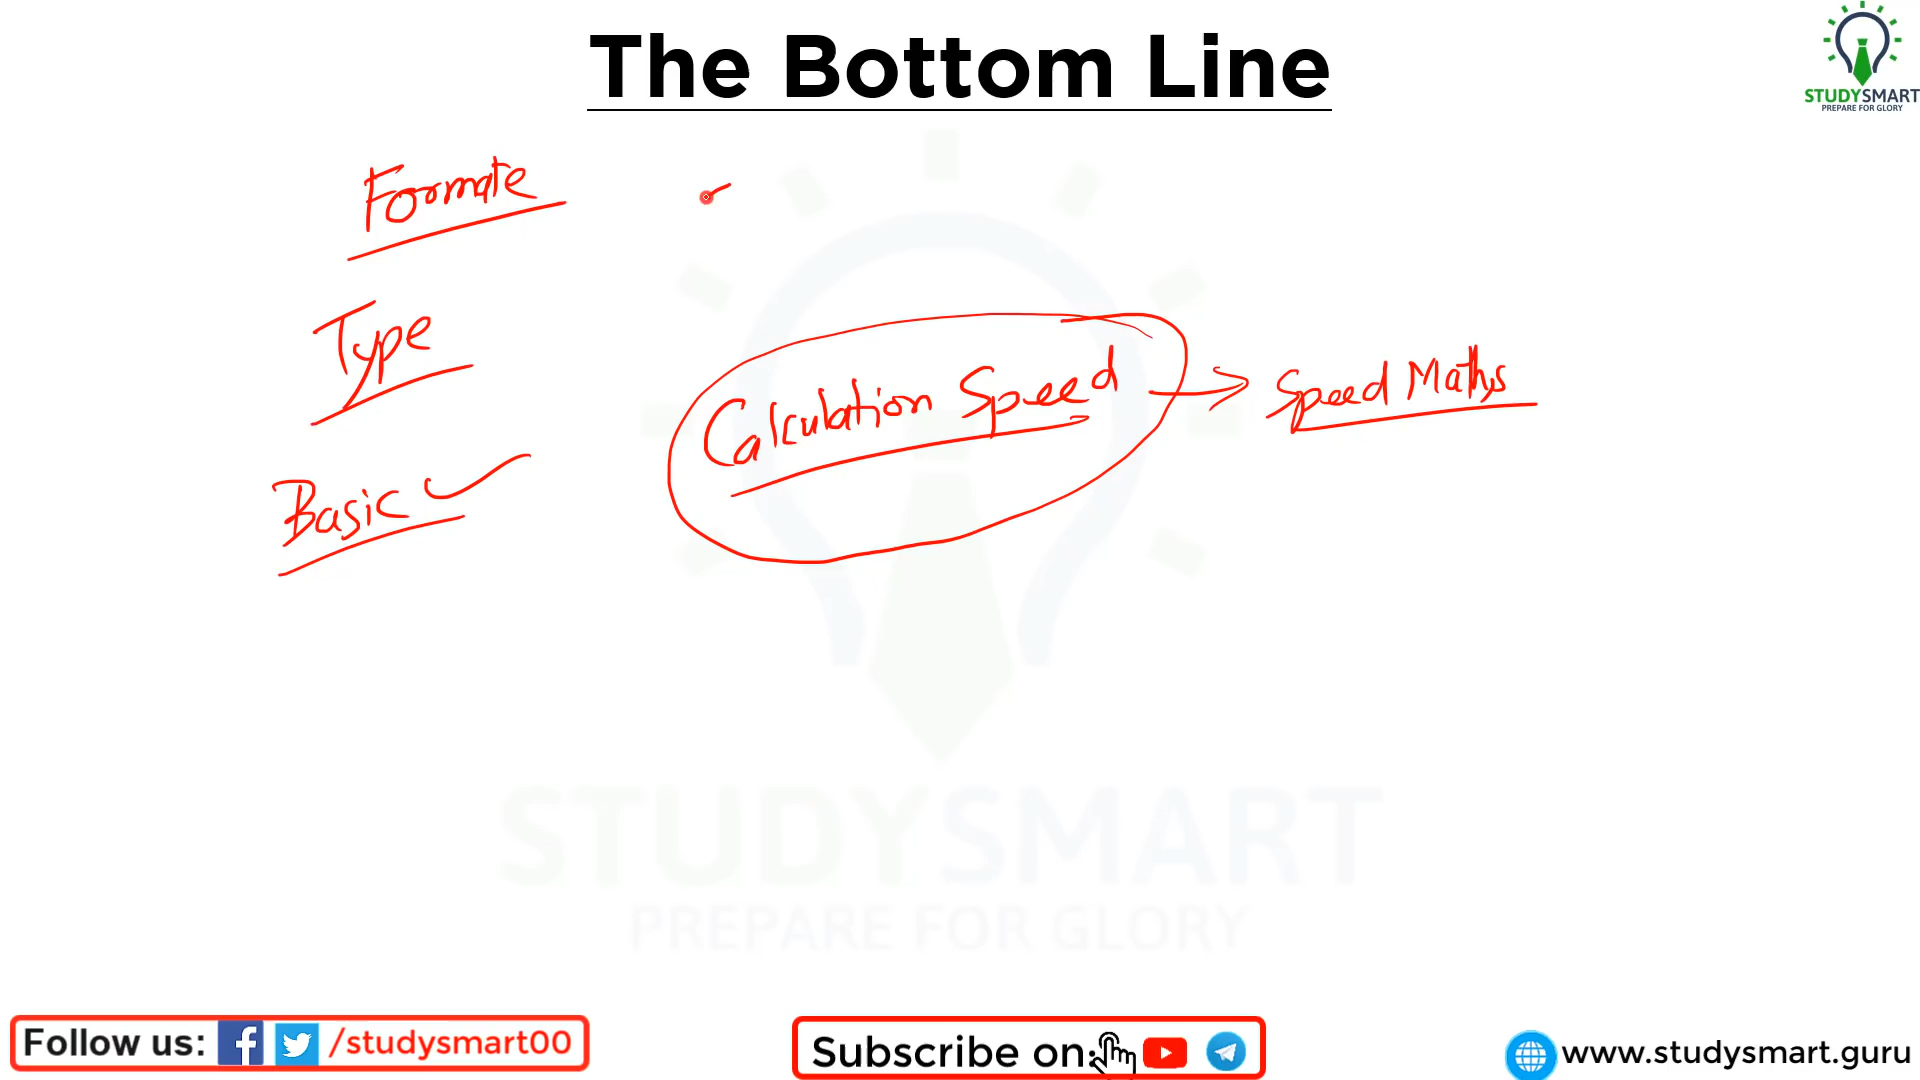 The Bottom Line
STUDYSMART
PREPARE FOR GLORY
Formate
Type
Calculation Speed
Speed Maths
Basic
STUDYSMART
PREPARE FOR GLORY
Follow us: /studysmart00
Subscribe on:
www.studysmart.guru